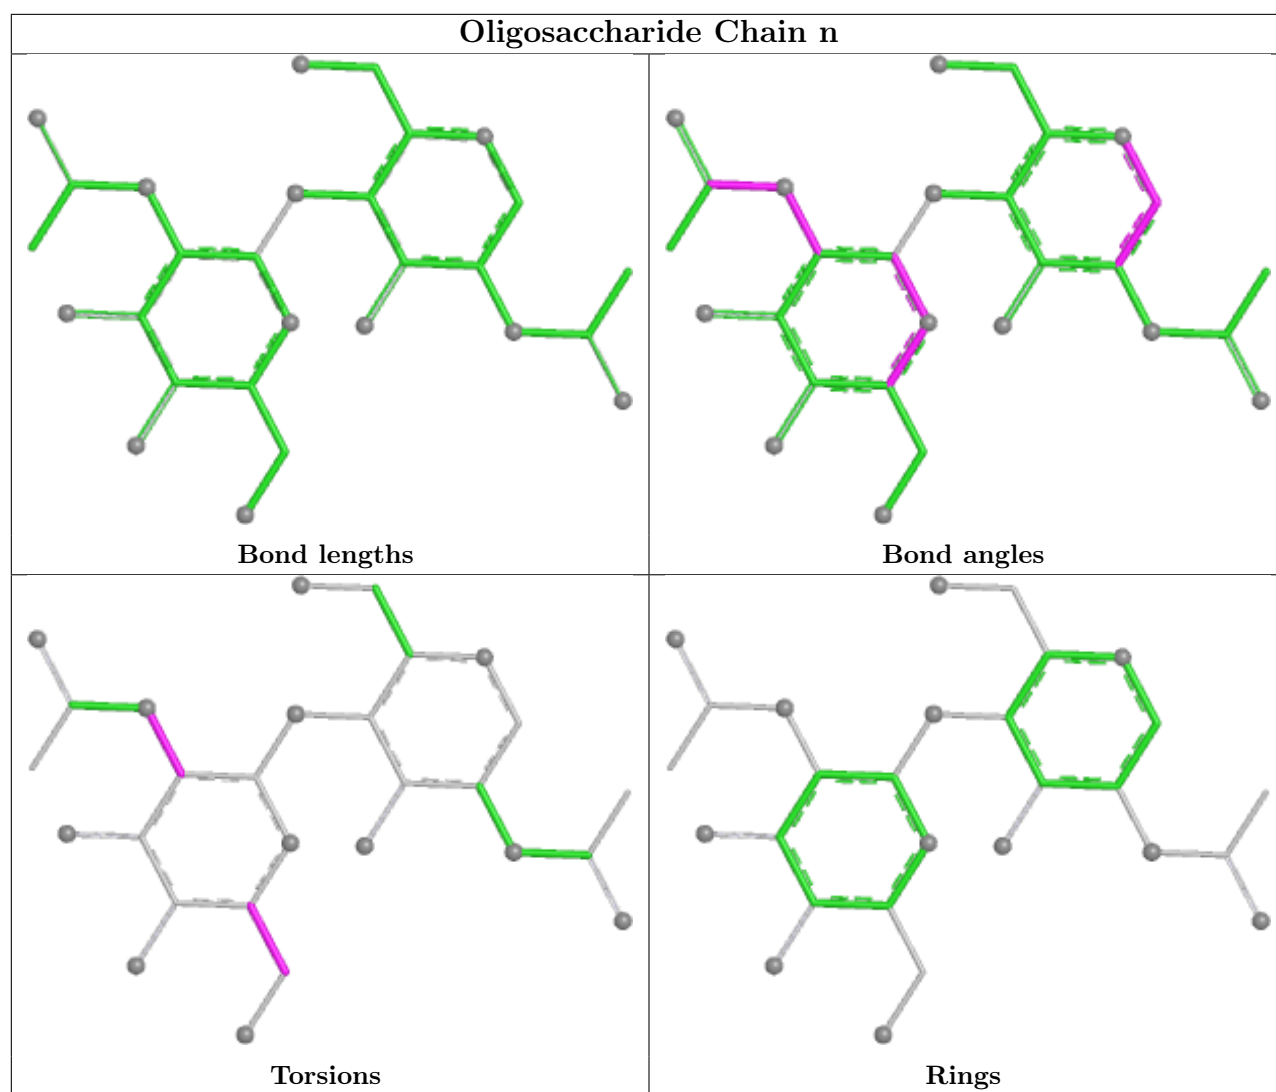 Oligosaccharide Chain n
Bond lengths
Bond angles
Torsions
Rings